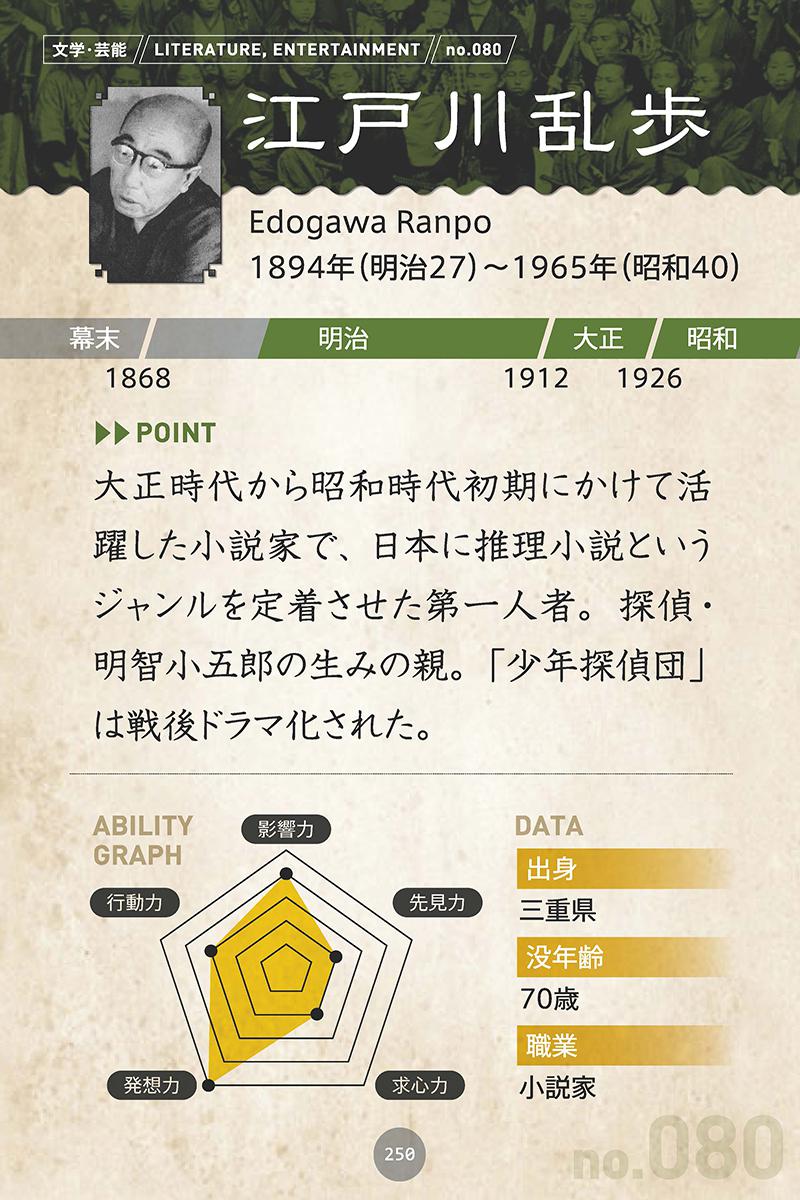 文学・芸能 LITERATURE, ENTERTAINMENT no.080
江戸川乱歩
Edogawa Ranpo
1894年(明治27)～1965年(昭和40)
幕末 明治 大正 昭和
1868 1912 1926
POINT
大正時代から昭和時代初期にかけて活
躍した小説家で、日本に推理小説という
ジャンルを定着させた第一人者。探偵・
明智小五郎の生みの親。「少年探偵団」
は戦後ドラマ化された。
ABILITY
GRAPH
影響力
行動力
先見力
発想力
求心力
DATA
出身
三重県
没年齢
70歳
職業
小説家
250
no.080